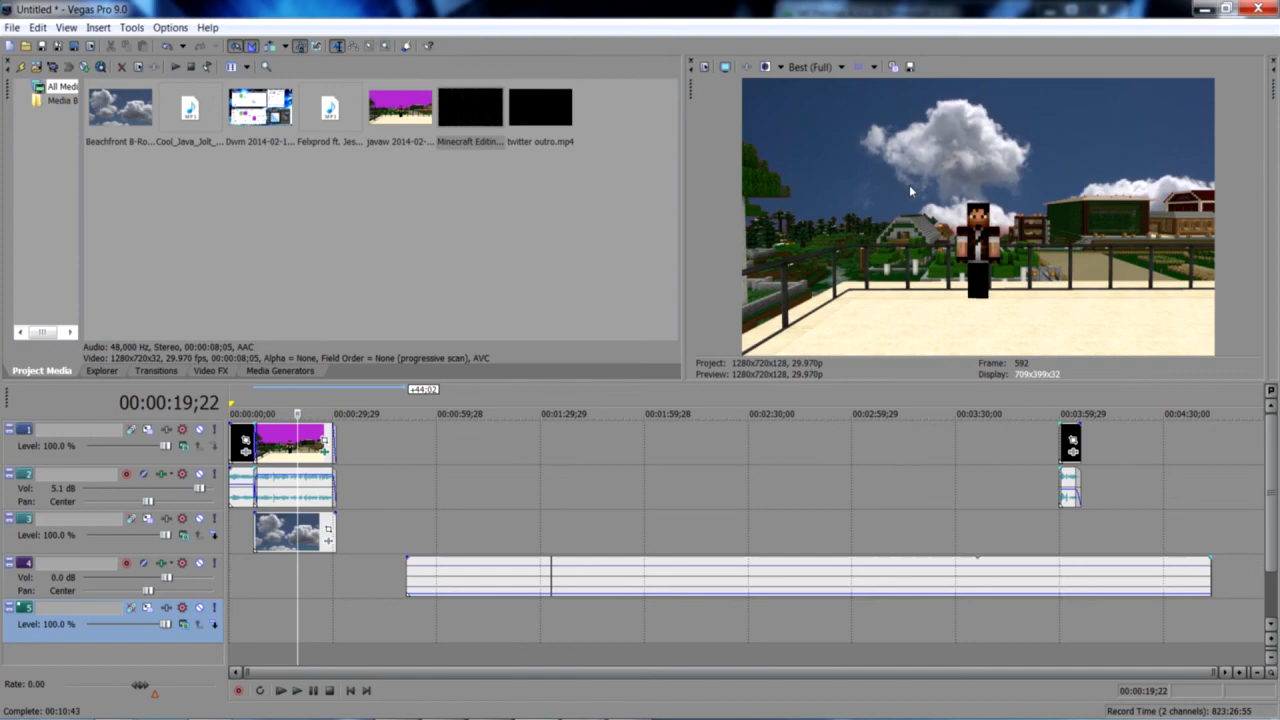 Untitled * - Vegas Pro 9.0
File Edit View Insert Tools Options Help
Best (Full)
All Medi
Media B
Beachfront B-Ro... Cool_Java_Jolt_... Dwm 2014-02-1... Felxprod ft. Jes... javaw 2014-02-... Minecraft Editin... twitter outro.mp4
Audio: 48,000 Hz, Stereo, 00:00:08;05, AAC
Video: 1280x720x32, 29.970 fps, 00:00:08;05, Alpha = None, Field Order = None (progressive scan), AVC
Project Media Explorer Transitions Video FX Media Generators
Project: 1280x720x128, 29.970p Frame: 592
Preview: 1280x720x128, 29.970p Display: 709x399x32
+44;02
00:00:19;22
00:00:00;00 00:00:29;29 00:00:59;28 00:01:29;29 00:01:59;28 00:02:30;00 00:02:59;29 00:03:30;00 00:03:59;29 00:04:30;00
1
Level: 100.0 %
2
Vol: 5.1 dB
Pan: Center
3
Level: 100.0 %
4
Vol: 0.0 dB
Pan: Center
5
Level: 100.0 %
Rate: 0.00
00:00:19;22
Complete: 00:10:43
Record Time (2 channels): 823:26:55